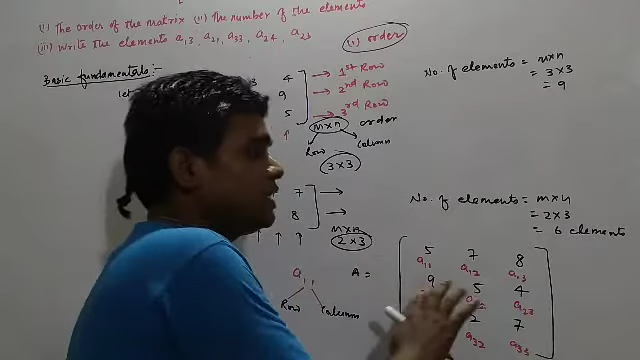 (i) The order of the matrix (ii) The number of the elements
(iii) Write the elements a13, a21, a33, a24, a23
(i) order
Basic fundamentals:-
let
3 4 → 1st Row
9 → 2nd Row
5 → 3rd Row
m×n order
Row Column
3×3
No. of elements = m×n
= 3×3
= 9
7 →
8 →
m×n
2×3
No. of elements = m×n
= 2×3
= 6 elements
a11
Row Column
A =
5 7 8
a11 a12 a13
9 5 4
a23
2 7
a32 a33